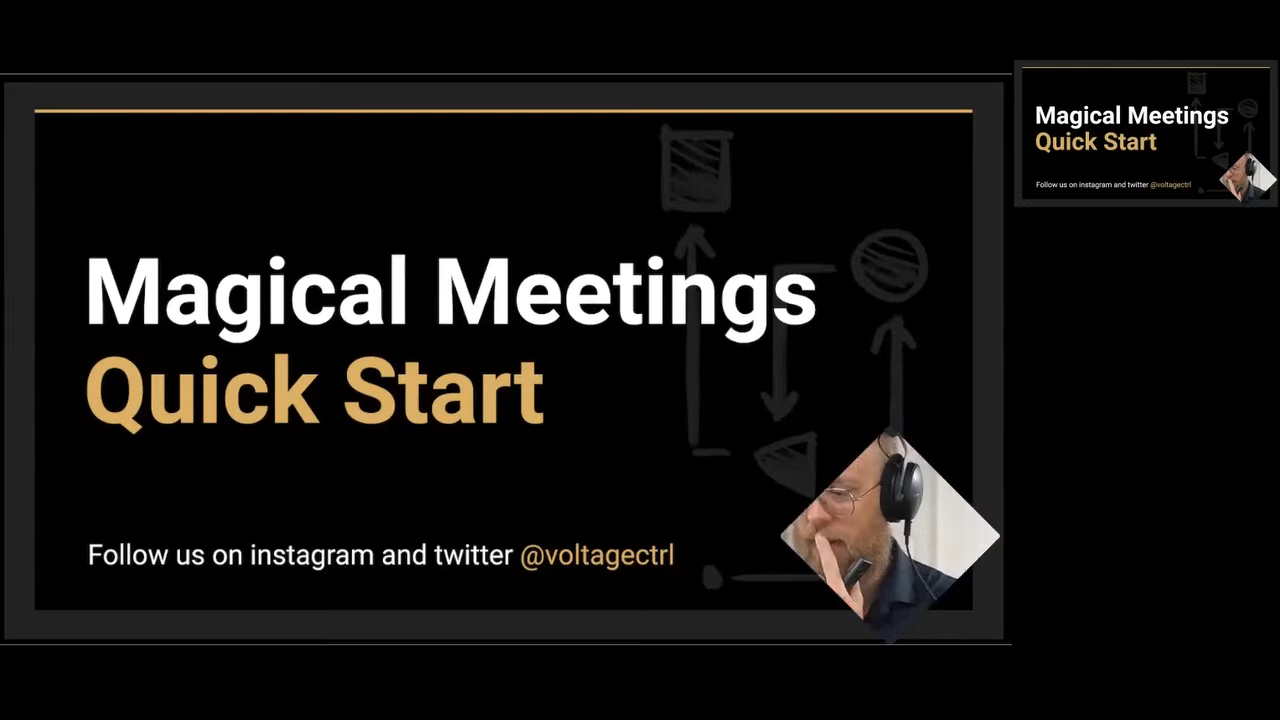 Magical Meetings
Quick Start
Follow us on instagram and twitter @voltagectrl
Magical Meetings
Quick Start
Follow us on instagram and twitter @voltagectrl